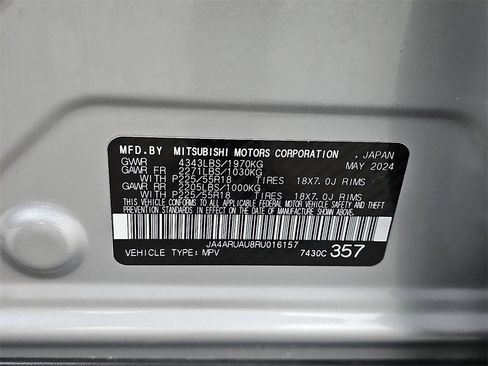 MFD.BY MITSUBISHI MOTORS CORPORATION , JAPAN
GVWR 4343LBS/1970KG MAY 2024
GAWR FR 2271LBS/1030KG
WITH P225/55R18 TIRES 18X7.0J RIMS
GAWR RR 2205LBS/1000KG
WITH P225/55R18 TIRES 18X7.0J RIMS
THIS VEHICLE CONFORMS TO ALL APPLICABLE FEDERAL MOTOR VEHICLE
SAFETY, BUMPER, AND THEFT PREVENTION STANDARDS IN EFFECT ON
THE DATE OF MANUFACTURE SHOWN ABOVE.
JA4ARUAU8RU016157
VEHICLE TYPE: MPV 7430C 357